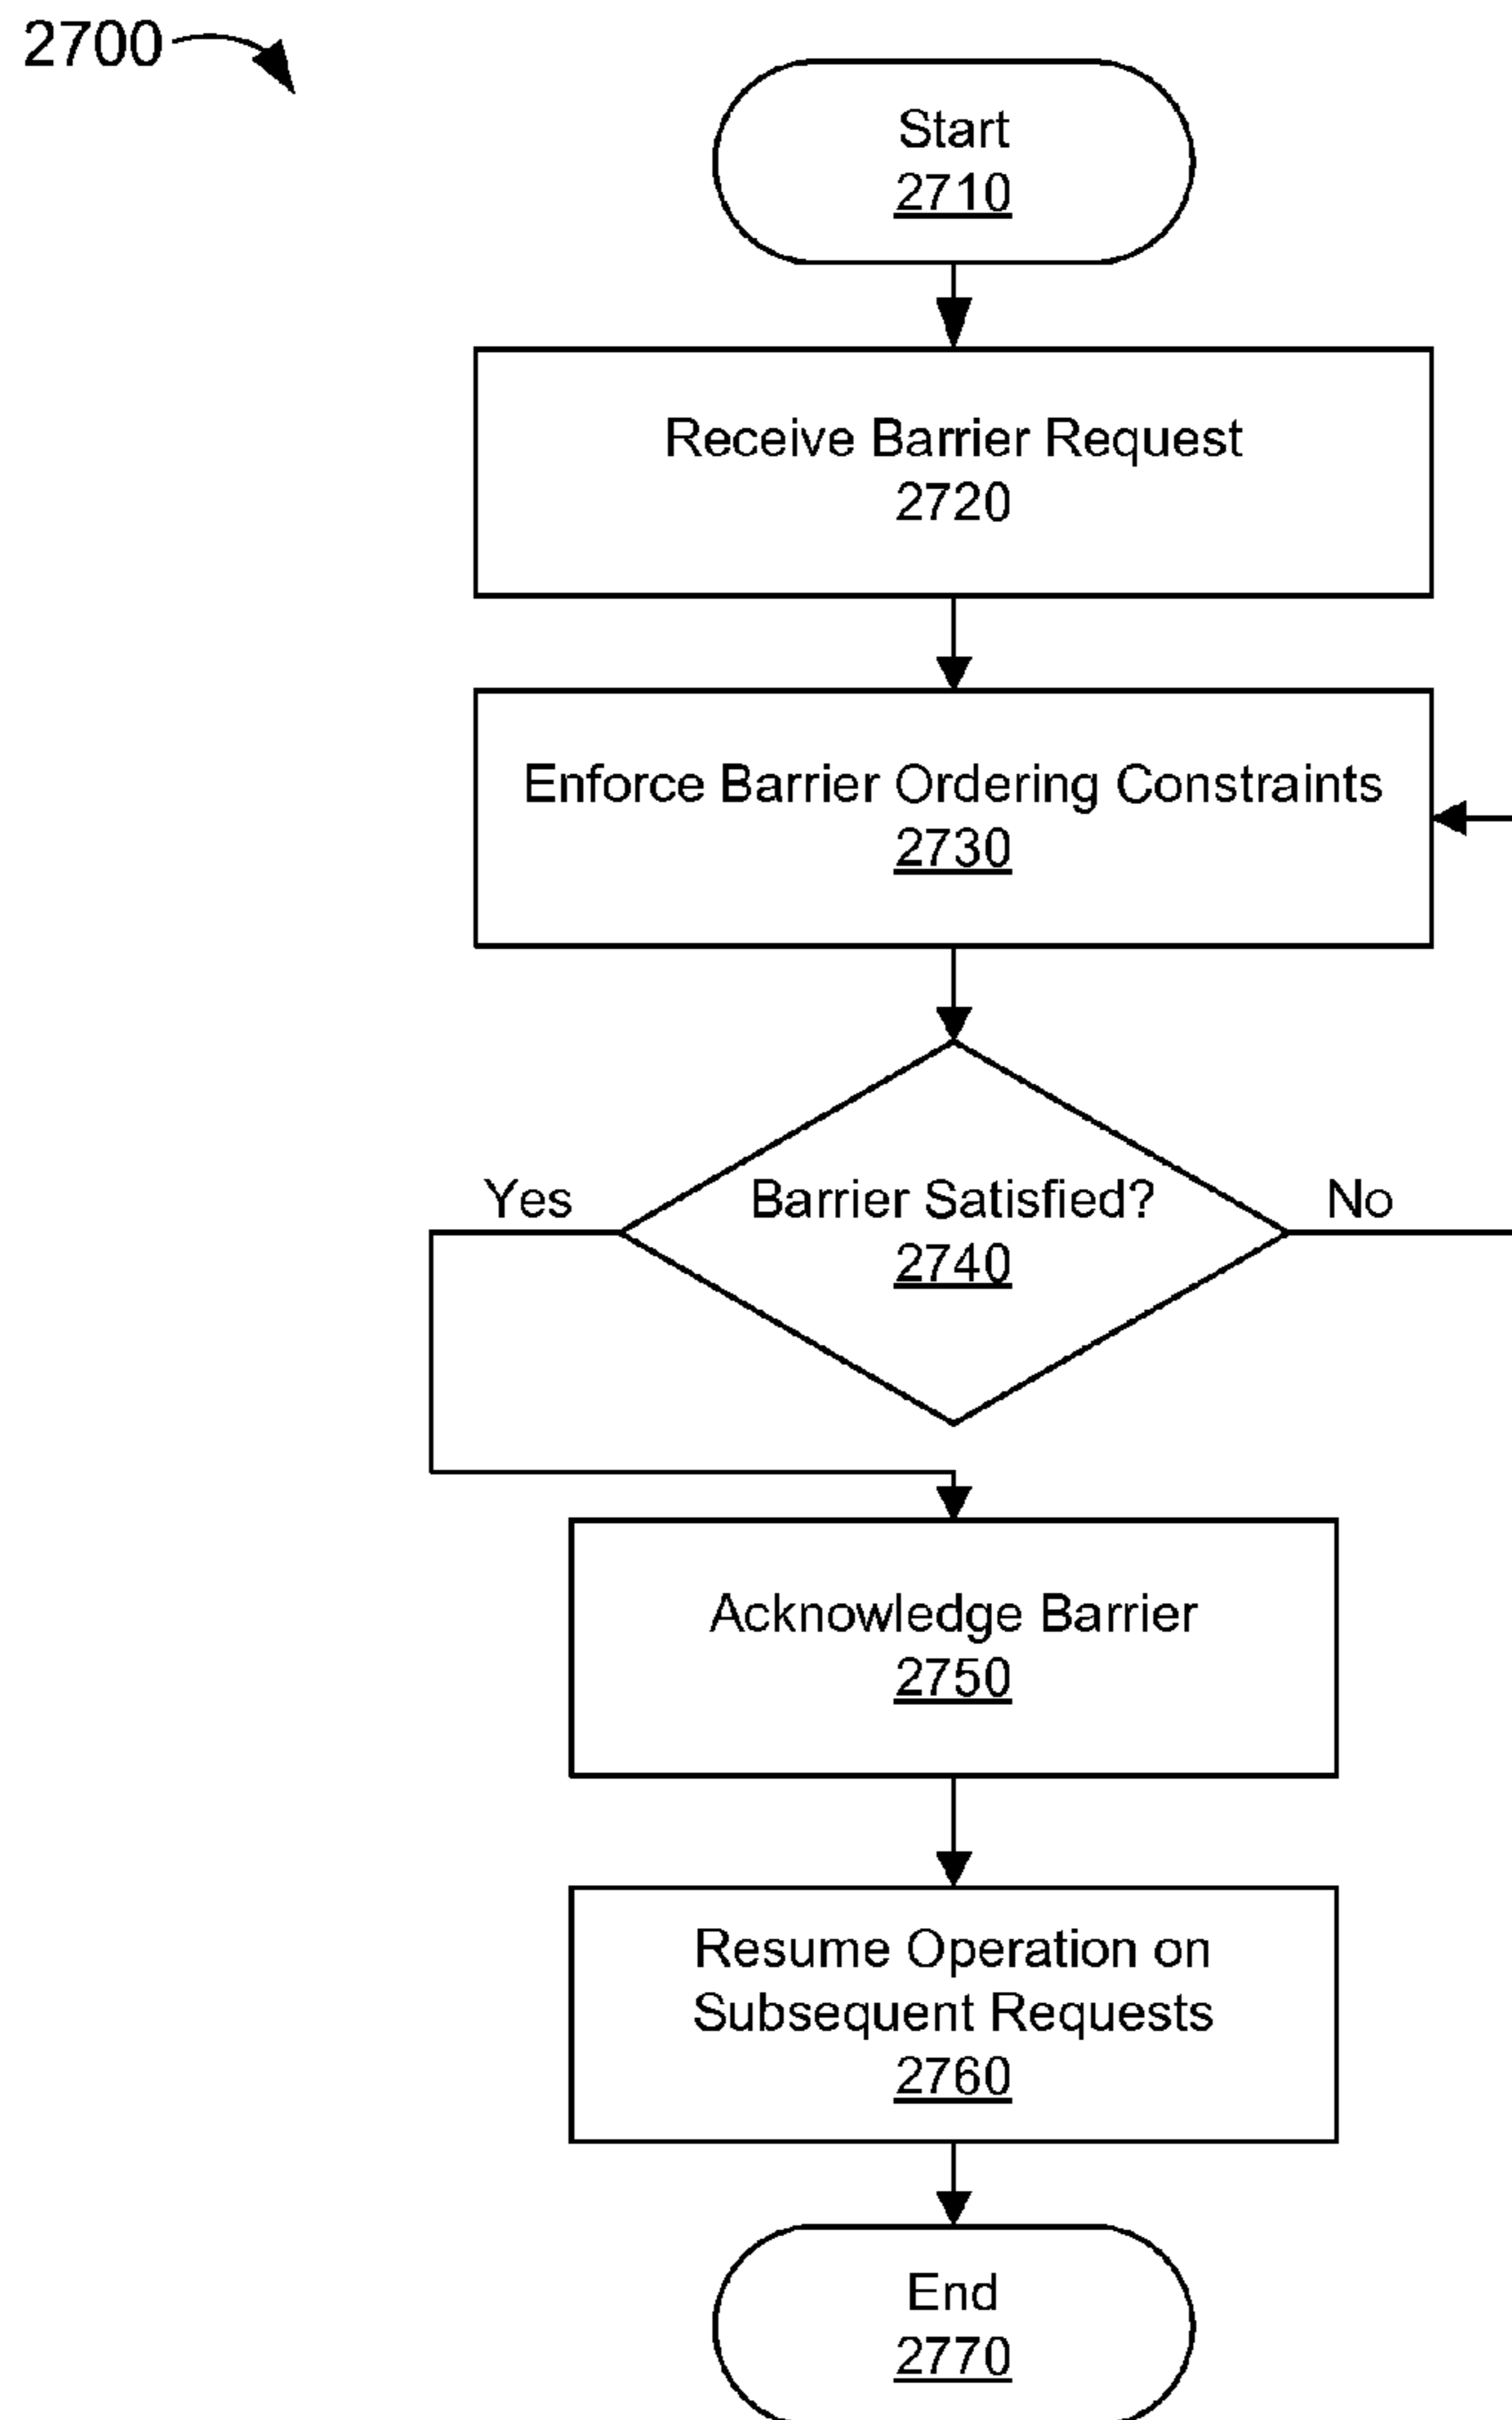 2700
Start
2710
Receive Barrier Request
2720
Enforce Barrier Ordering Constraints
2730
Barrier Satisfied?
2740
Yes
No
Acknowledge Barrier
2750
Resume Operation on
Subsequent Requests
2760
End
2770